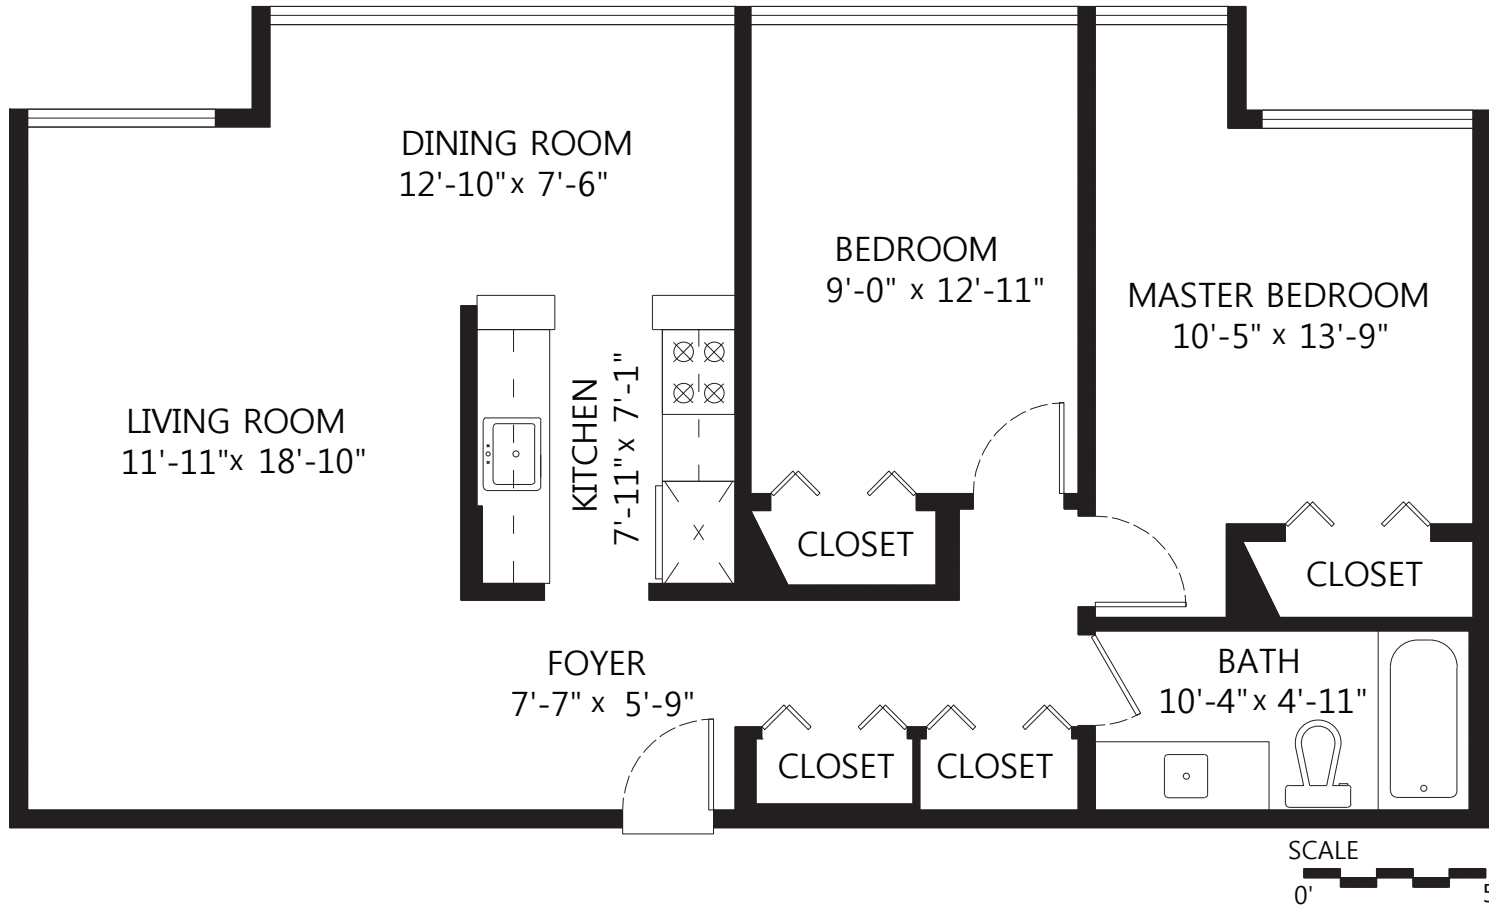 DINING ROOM
12'-10"x 7'-6"
BEDROOM
9'-0" x 12'-11"
MASTER BEDROOM
10'-5" x 13'-9"
LIVING ROOM
11'-11"x 18'-10"
KITCHEN
7'-11"x 7'-1"
CLOSET
CLOSET
FOYER
7'-7" x 5'-9"
BATH
10'-4"x 4'-11"
CLOSET
CLOSET
SCALE
0' 5